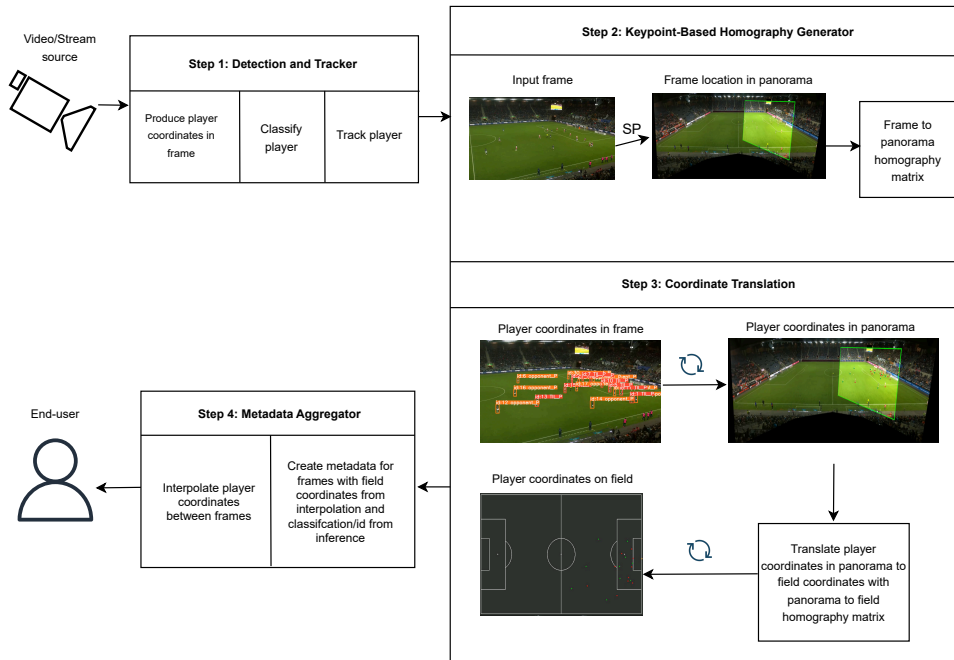 Video/Stream
source
Step 1: Detection and Tracker
Produce player
coordinates in
frame
Classify
player
Track player
Step 2: Keypoint-Based Homography Generator
Input frame
Frame location in panorama
SP
Frame to
panorama
homography
matrix
Step 3: Coordinate Translation
Player coordinates in frame
Player coordinates in panorama
Player coordinates on field
Translate player
coordinates in panorama to
field coordinates with
panorama to field
homography matrix
End-user
Step 4: Metadata Aggregator
Interpolate player
coordinates
between frames
Create metadata for
frames with field
coordinates from
interpolation and
classifcation/id from
inference